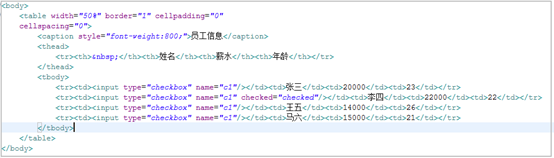 <body>
<table width="50%" border="1" cellpadding="0"
cellspacing="0">
<caption style="font-weight:800;">员工信息</caption>
<thead>
<tr><th>&nbsp;</th><th>姓名</th><th>薪水</th><th>年龄</th></tr>
</thead>
<tbody>
<tr><td><input type="checkbox" name="c1"/></td><td>张三</td><td>20000</td><td>23</td></tr>
<tr><td><input type="checkbox" name="c1" checked="checked"/></td><td>李四</td><td>22000</td><td>22</td></tr>
<tr><td><input type="checkbox" name="c1"/></td><td>王五</td><td>14000</td><td>26</td></tr>
<tr><td><input type="checkbox" name="c1"/></td><td>马六</td><td>15000</td><td>21</td></tr>
</tbody>
</table>
</body>